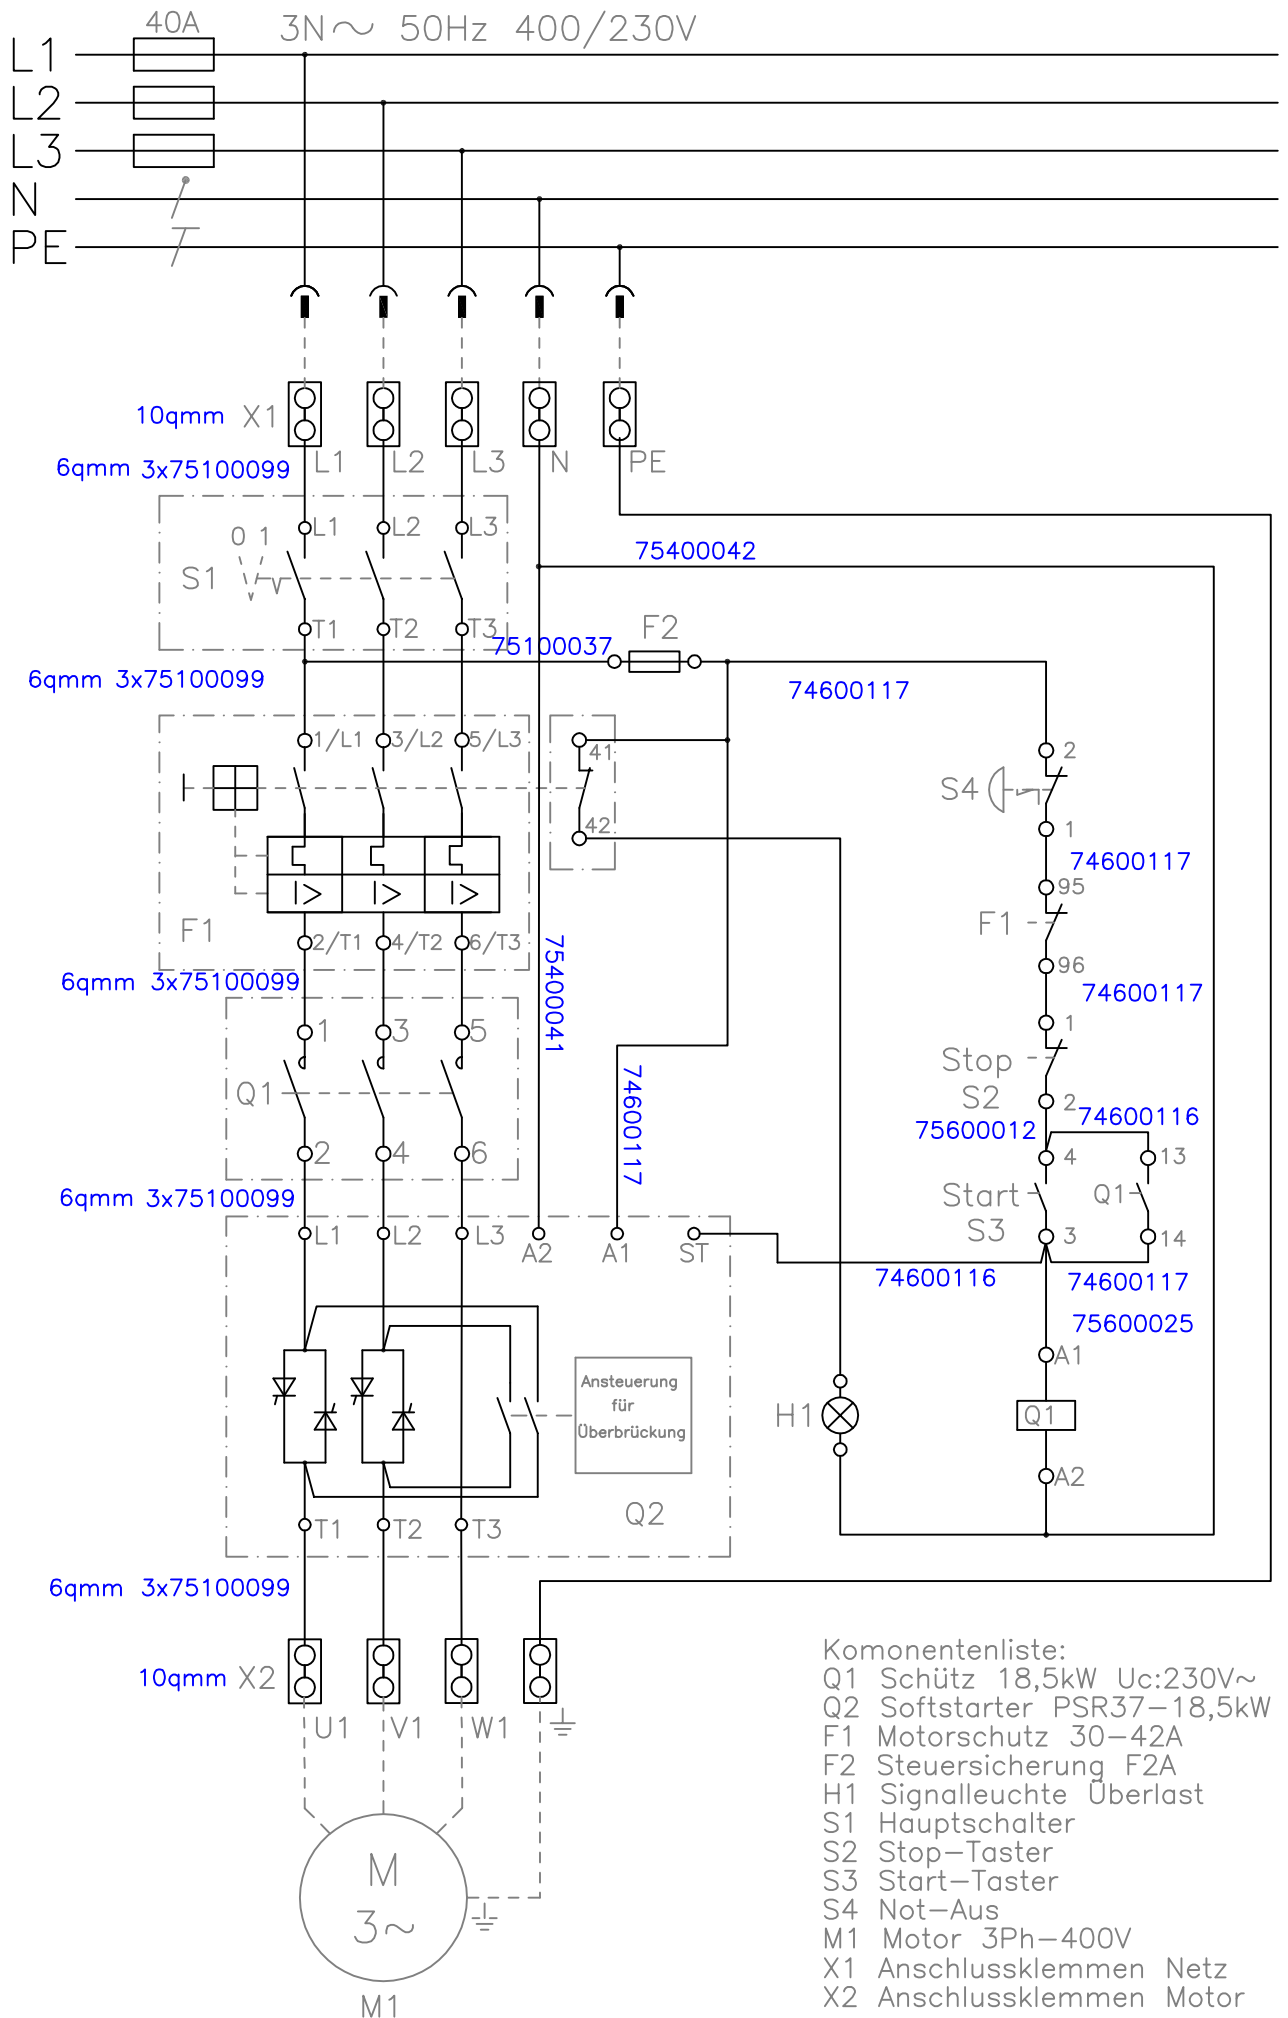 40A 3N～ 50Hz 400/230V
L1
L2
L3
N
PE
10qmm X1
L1 L2 L3 N PE
6qmm 3x75100099
L1 L2 L3
0 1
75400042
S1
T1 T2 T3
F2
75100037
6qmm 3x75100099
74600117
1/L1 3/L2 5/L3
41
2
S4
42
1
74600117
I> I> I>
95
F1
F1
2/T1 4/T2 6/T3
75400041
96
6qmm 3x75100099
74600117
1 3 5
1
Stop
Q1
S2
2
74600117
74600116
75600012
2 4 6
4
13
6qmm 3x75100099
Start
Q1
S3
3
14
L1 L2 L3 A2 A1 ST
74600116
74600117
75600025
A1
Ansteuerung
für
Überbrückung
H1
Q1
A2
Q2
T1 T2 T3
6qmm 3x75100099
10qmm X2
U1 V1 W1
M
3～
M1
Komonentenliste:
Q1 Schütz 18,5kW Uc:230V~
Q2 Softstarter PSR37-18,5kW
F1 Motorschutz 30-42A
F2 Steuersicherung F2A
H1 Signalleuchte Überlast
S1 Hauptschalter
S2 Stop-Taster
S3 Start-Taster
S4 Not-Aus
M1 Motor 3Ph-400V
X1 Anschlussklemmen Netz
X2 Anschlussklemmen Motor